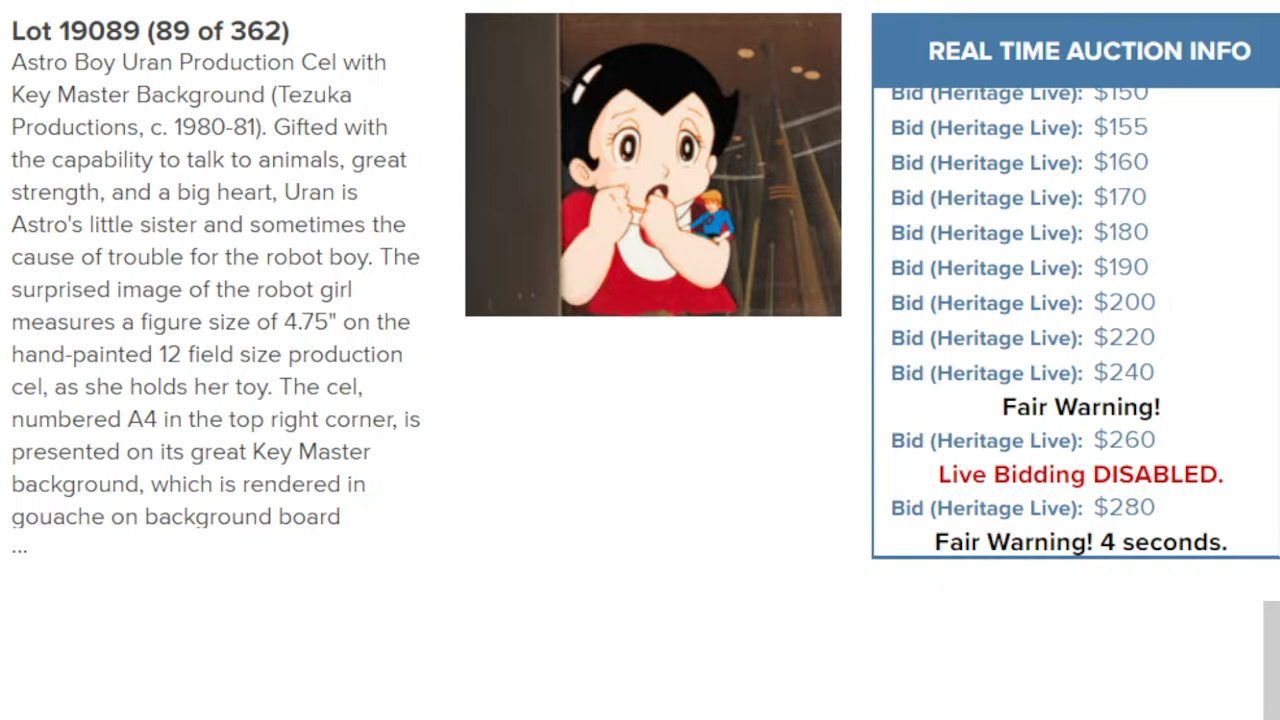 Lot 19089 (89 of 362)
Astro Boy Uran Production Cel with
Key Master Background (Tezuka
Productions, c. 1980-81). Gifted with
the capability to talk to animals, great
strength, and a big heart, Uran is
Astro's little sister and sometimes the
cause of trouble for the robot boy. The
surprised image of the robot girl
measures a figure size of 4.75" on the
hand-painted 12 field size production
cel, as she holds her toy. The cel,
numbered A4 in the top right corner, is
presented on its great Key Master
background, which is rendered in
gouache on background board
...
REAL TIME AUCTION INFO
Bid (Heritage Live): $150
Bid (Heritage Live): $155
Bid (Heritage Live): $160
Bid (Heritage Live): $170
Bid (Heritage Live): $180
Bid (Heritage Live): $190
Bid (Heritage Live): $200
Bid (Heritage Live): $220
Bid (Heritage Live): $240
Fair Warning!
Bid (Heritage Live): $260
Live Bidding DISABLED.
Bid (Heritage Live): $280
Fair Warning! 4 seconds.